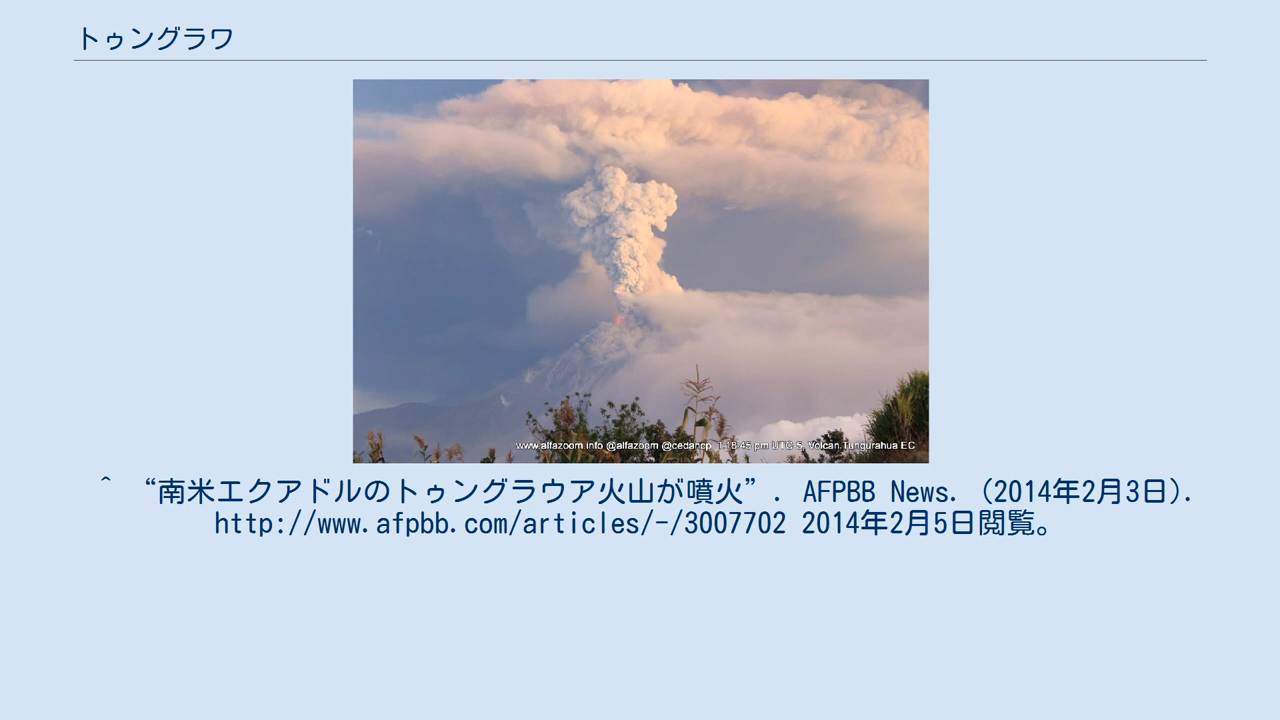 トゥングラワ
www.alfazoom.info @alfazoom @cedancp 1-18:45 pm UTC-5, Volcan Tungurahua EC
^ “南米エクアドルのトゥングラウア火山が噴火”. AFPBB News. (2014年2月3日).
http://www.afpbb.com/articles/-/3007702 2014年2月5日閲覧。